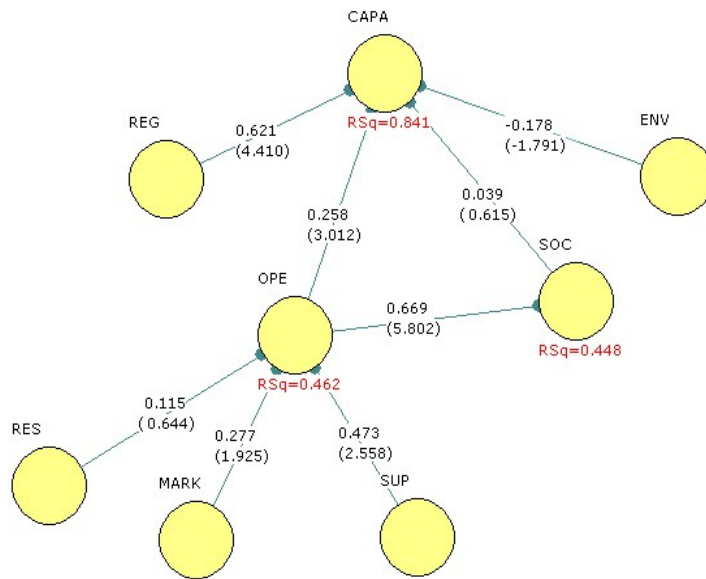 CAPA
REG
ENV
RSq=0.841
0.621
(4.410)
-0.178
(-1.791)
0.258
(3.012)
0.039
( 0.615)
SOC
OPE
0.669
(5.802)
RSq=0.448
RSq=0.462
0.115
( 0.644)
RES
0.277
(1.925)
0.473
(2.558)
MARK
SUP